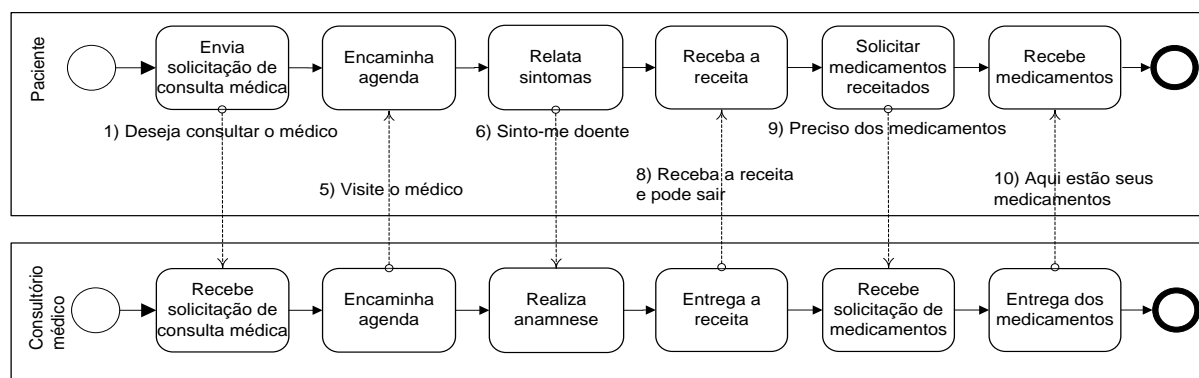 Paciente
Envia
solicitação de
consulta médica
Encaminha
agenda
Relata
sintomas
Receba a
receita
Solicitar
medicamentos
receitados
Recebe
medicamentos
1) Deseja consultar o médico
5) Visite o médico
6) Sinto-me doente
8) Receba a receita
e pode sair
9) Preciso dos medicamentos
10) Aqui estão seus
medicamentos
Consultório
médico
Recebe
solicitação de
consulta médica
Encaminha
agenda
Realiza
anamnese
Entrega a
receita
Recebe
solicitação de
medicamentos
Entrega dos
medicamentos